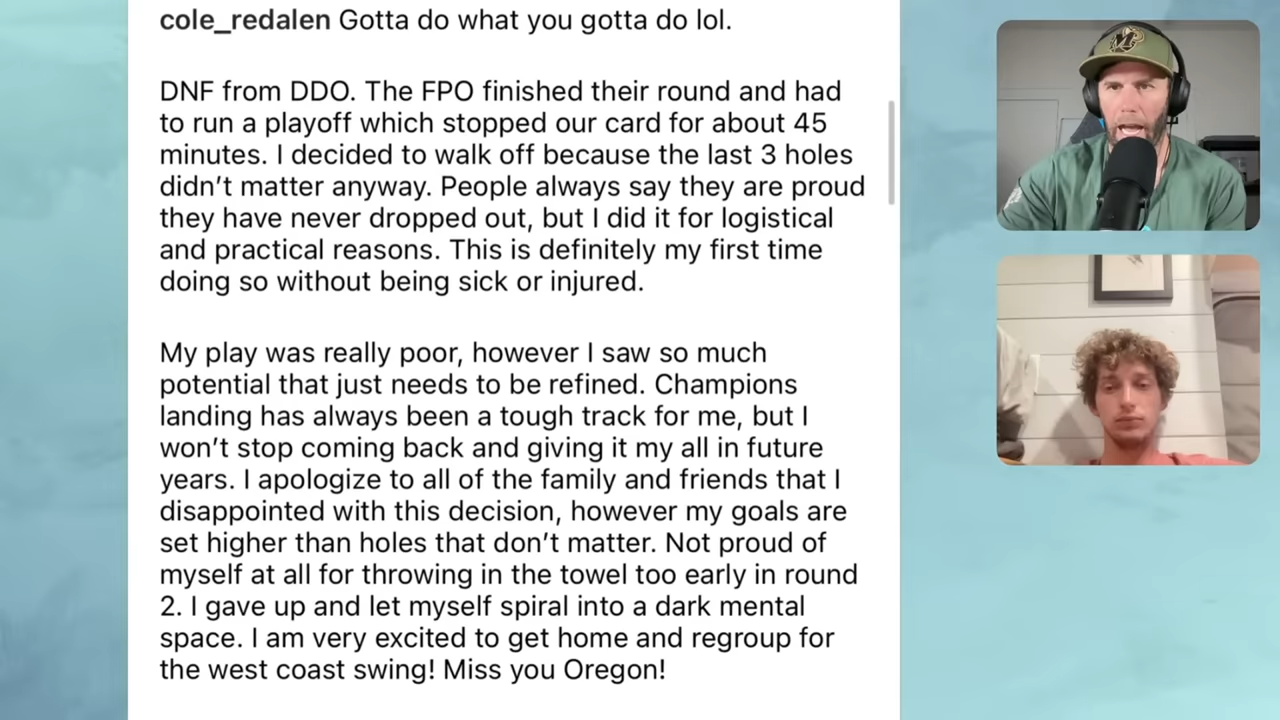 cole_redalen Gotta do what you gotta do lol.
DNF from DDO. The FPO finished their round and had
to run a playoff which stopped our card for about 45
minutes. I decided to walk off because the last 3 holes
didn’t matter anyway. People always say they are proud
they have never dropped out, but I did it for logistical
and practical reasons. This is definitely my first time
doing so without being sick or injured.
My play was really poor, however I saw so much
potential that just needs to be refined. Champions
landing has always been a tough track for me, but I
won’t stop coming back and giving it my all in future
years. I apologize to all of the family and friends that I
disappointed with this decision, however my goals are
set higher than holes that don’t matter. Not proud of
myself at all for throwing in the towel too early in round
2. I gave up and let myself spiral into a dark mental
space. I am very excited to get home and regroup for
the west coast swing! Miss you Oregon!